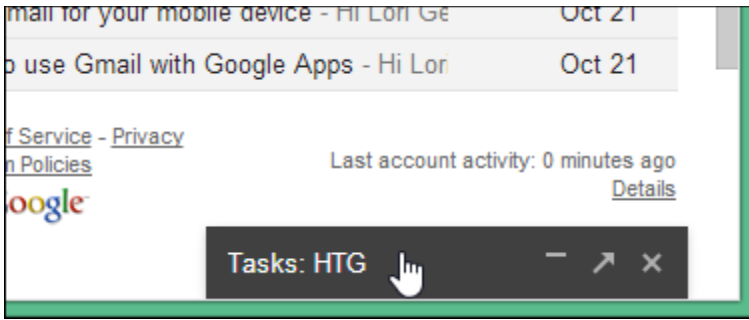 mail for your mobile device - Hi Lori Ge Oct 21
o use Gmail with Google Apps - Hi Lori Oct 21
f Service - Privacy
n Policies
Last account activity: 0 minutes ago
Details
oogle
Tasks: HTG